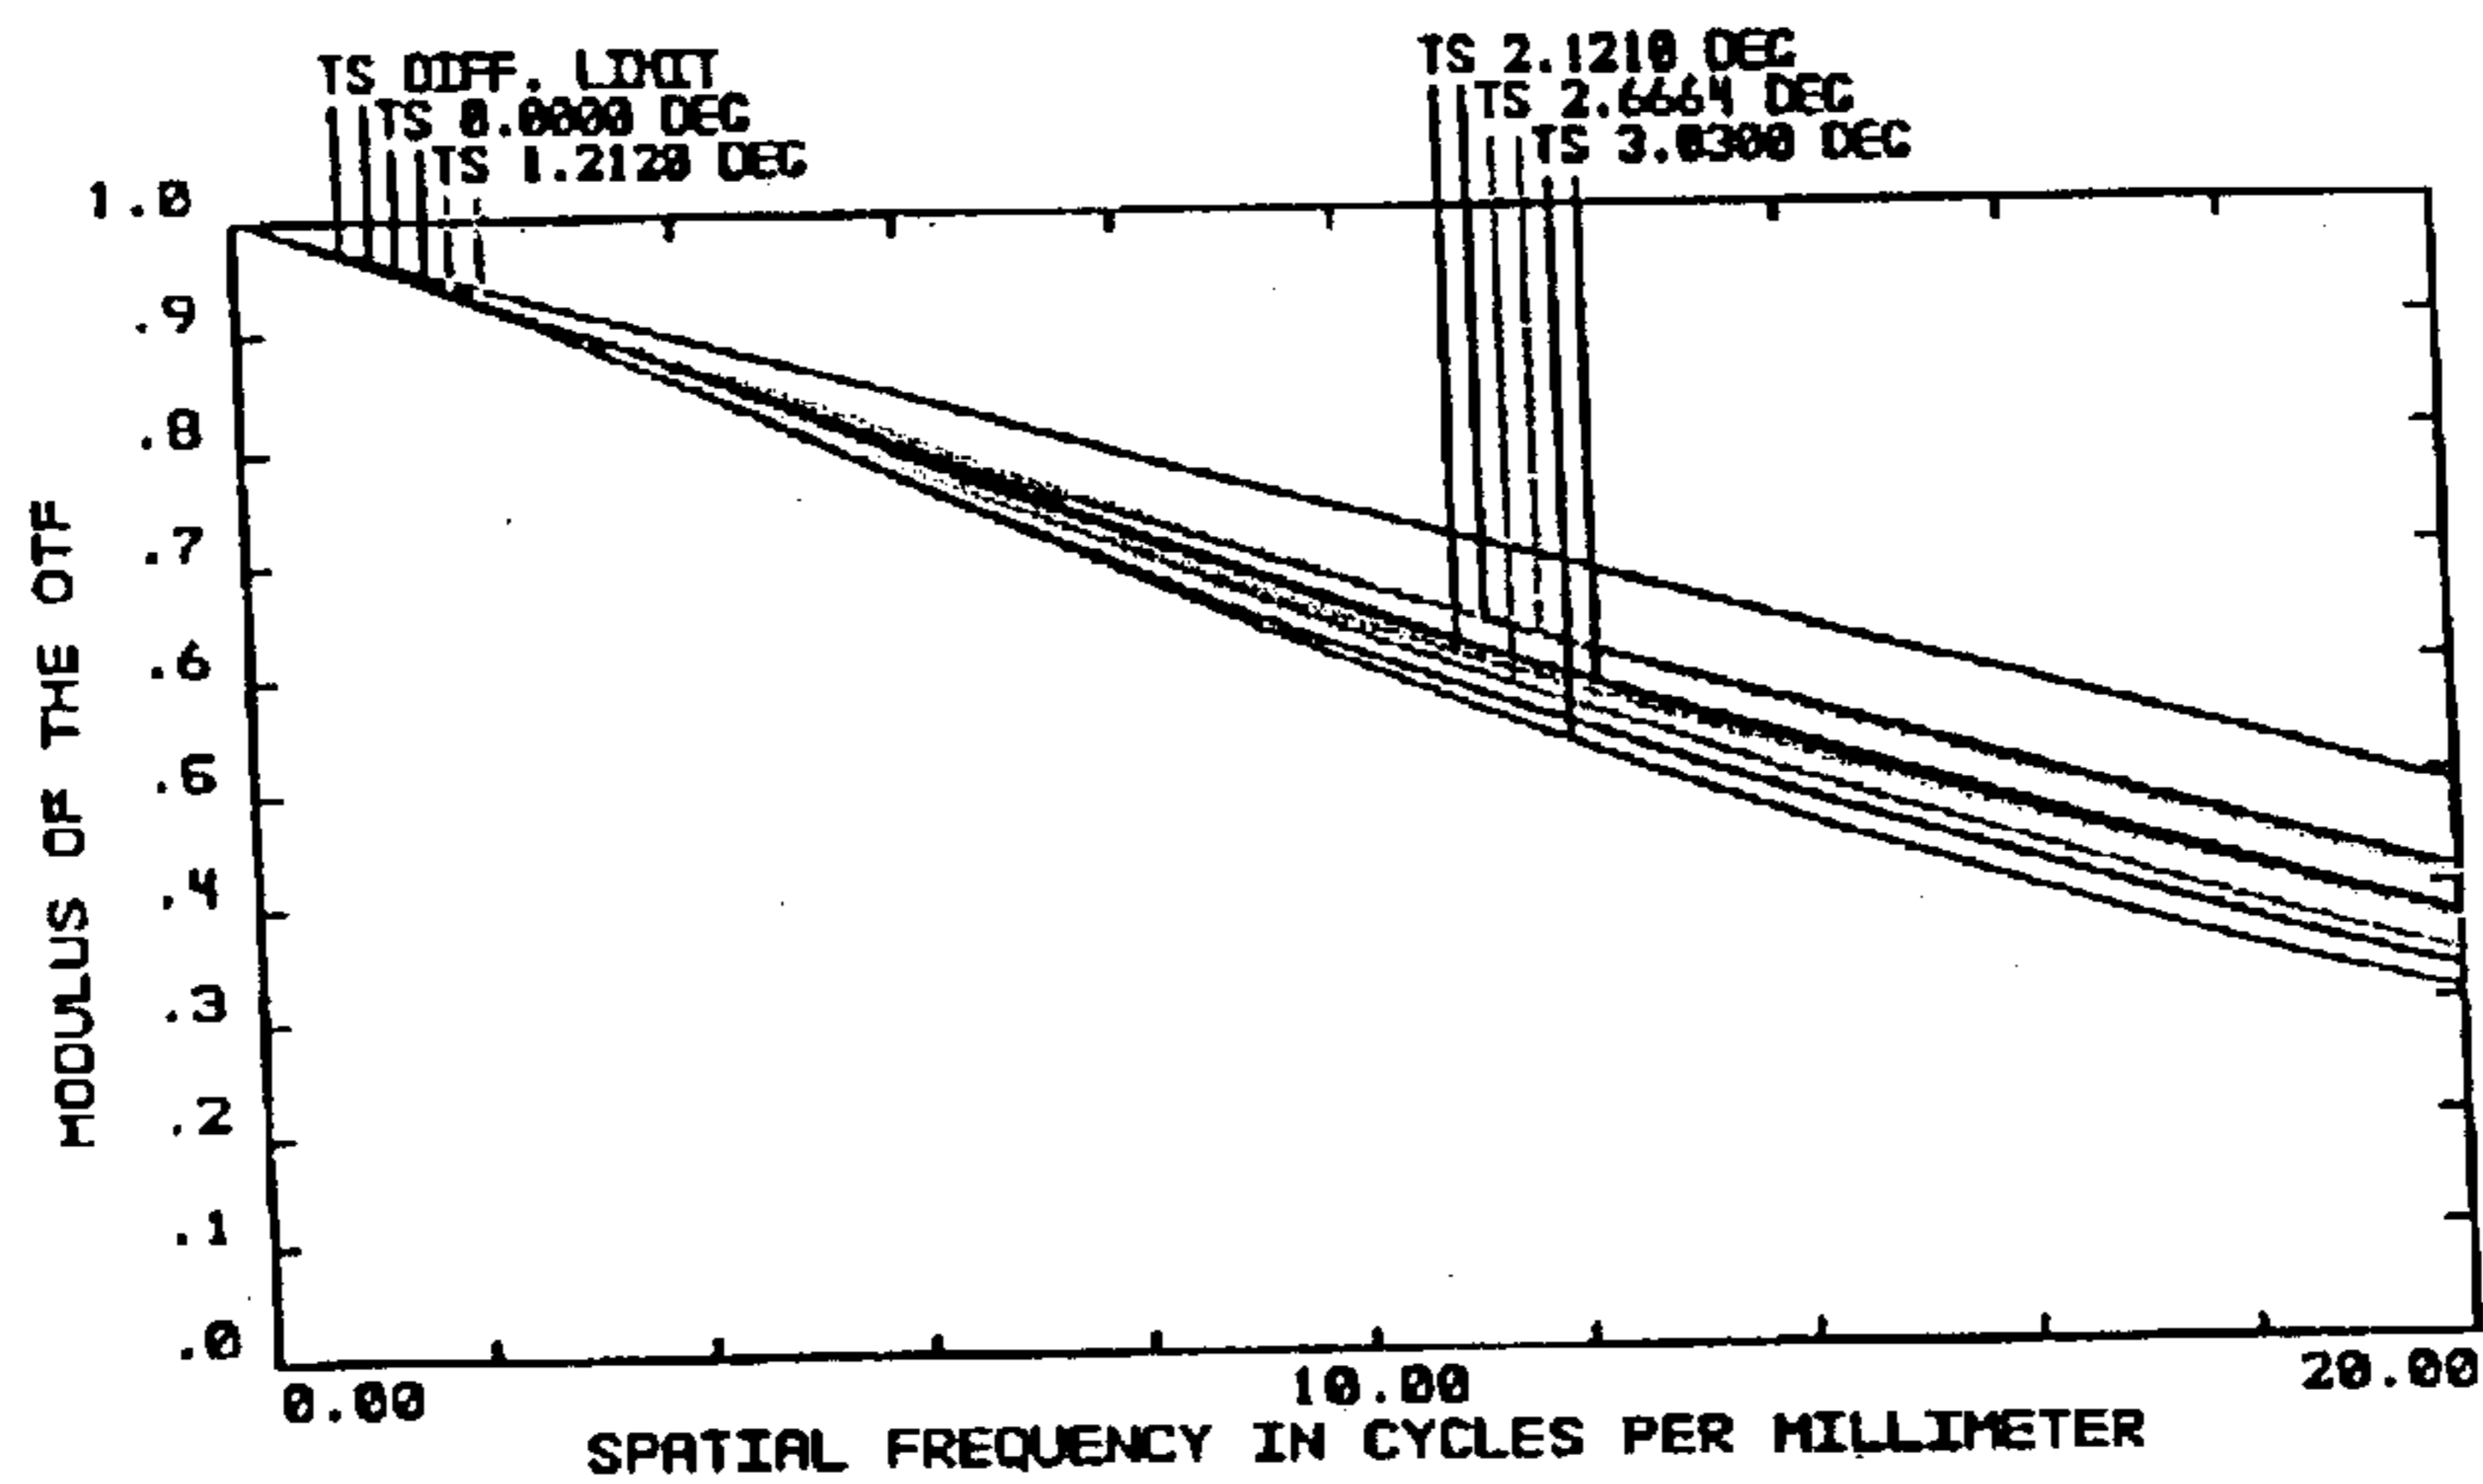 TS DIFF. LIMIT
TS 0.0000 DEG
TS 1.2120 DEG
TS 2.1210 DEG
TS 2.6664 DEG
TS 3.0300 DEG
1.0
.9
.8
.7
.6
.5
.4
.3
.2
.1
.0
MODULUS OF THE OTF
0.00
10.00
20.00
SPATIAL FREQUENCY IN CYCLES PER MILLIMETER